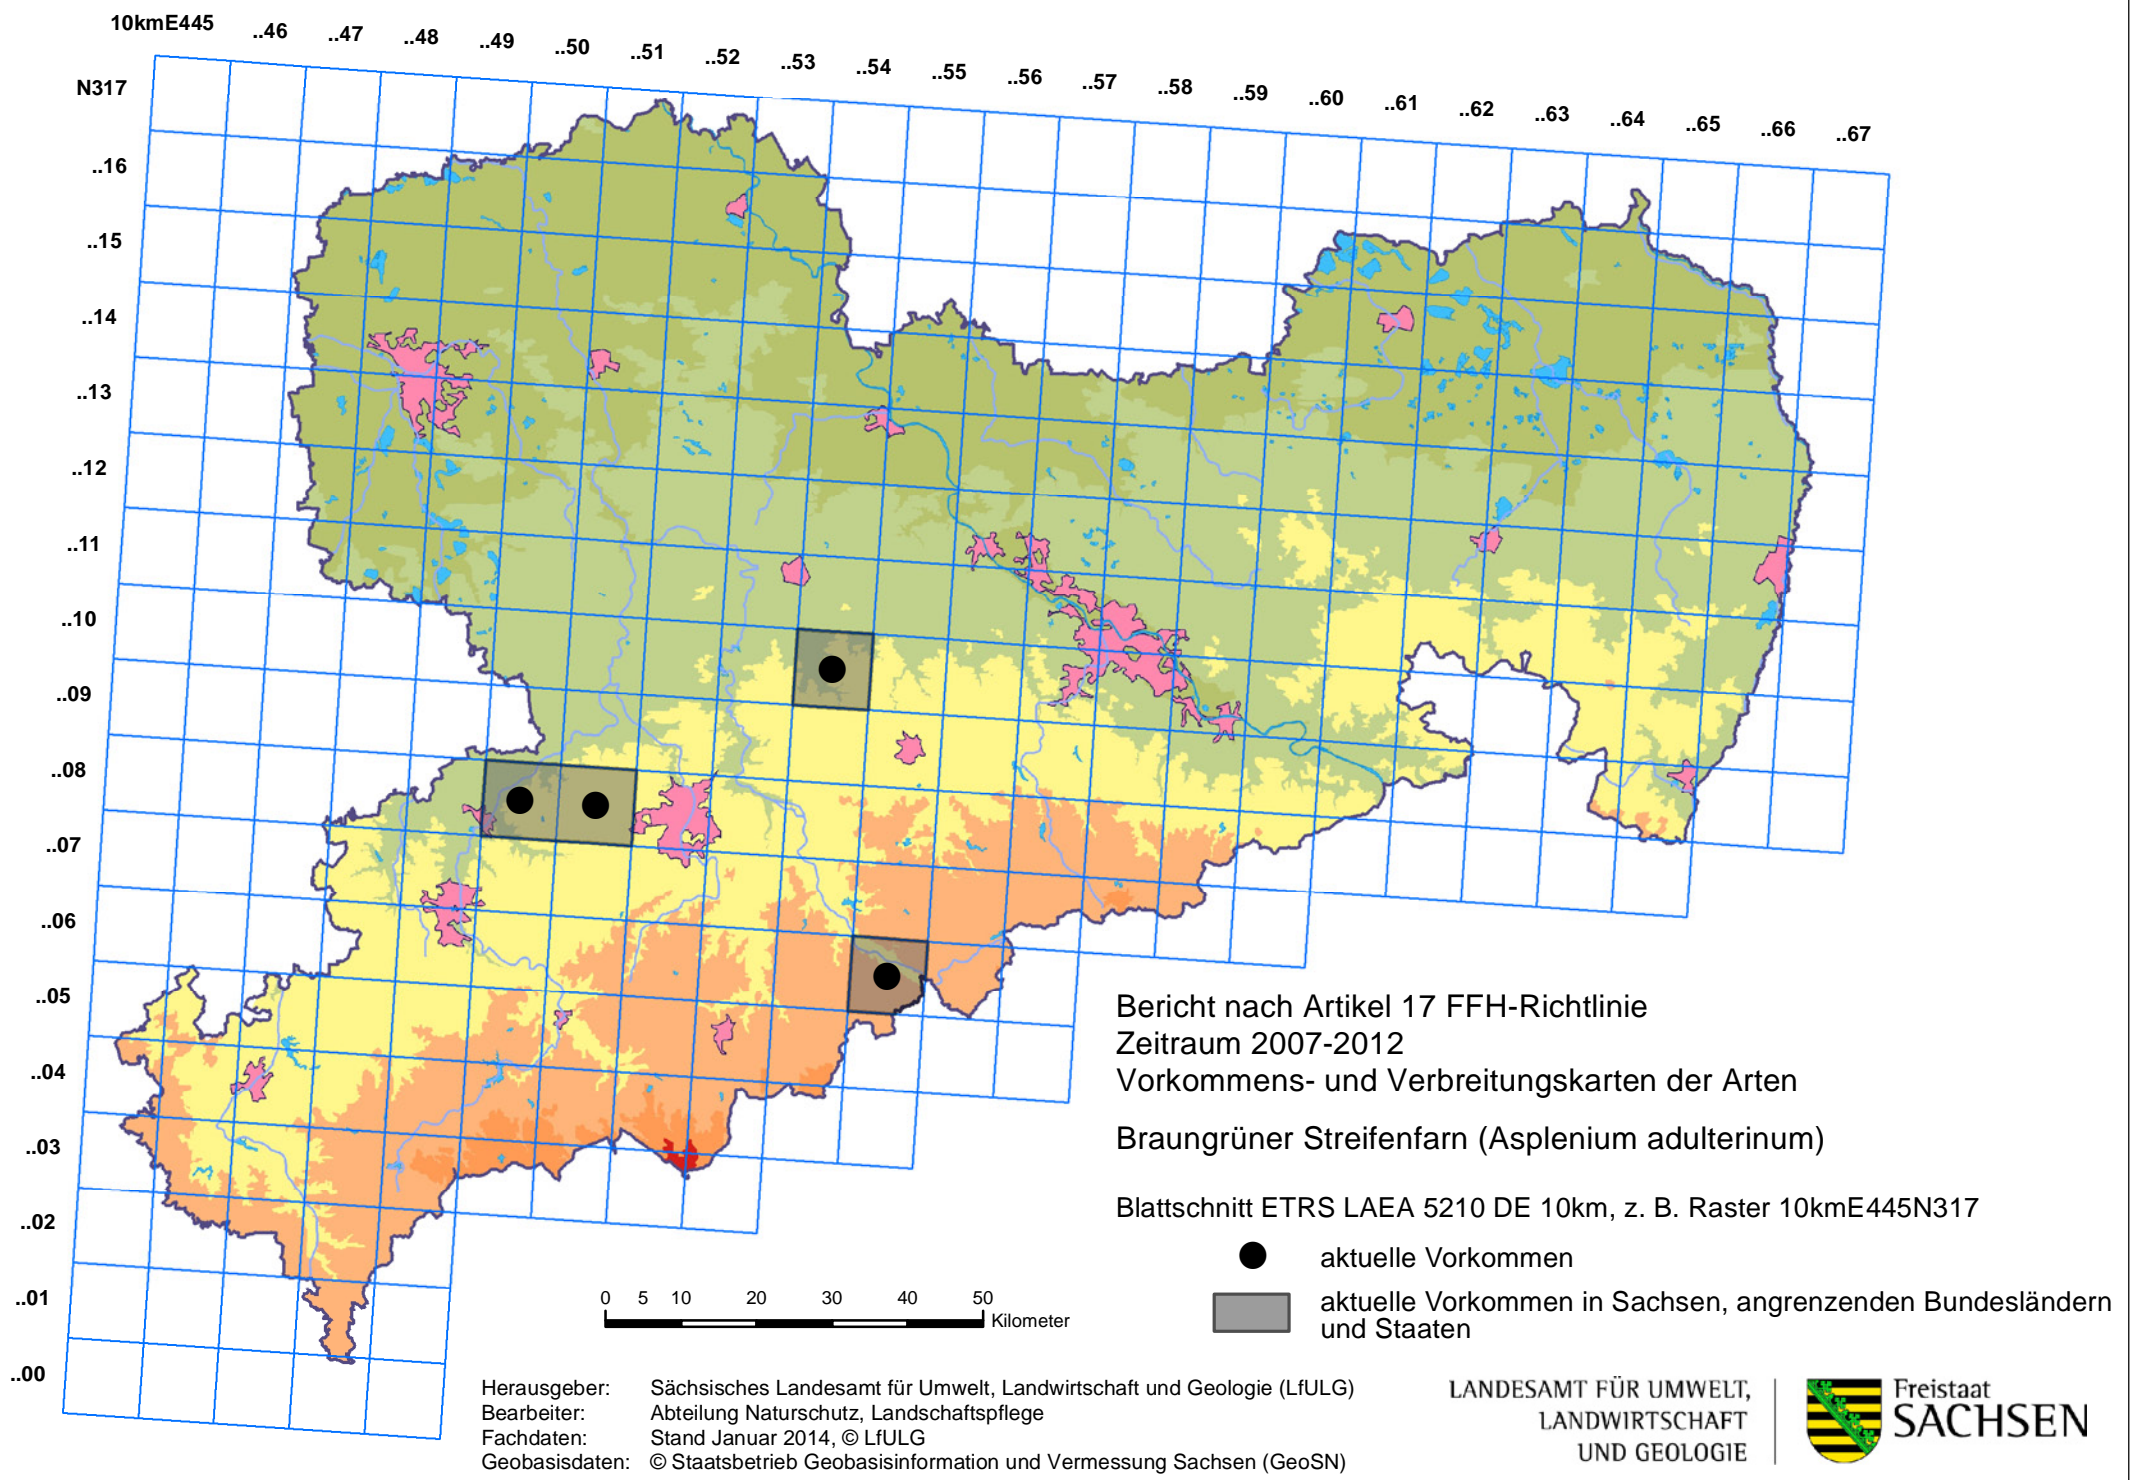 10kmE445 ..46 ..47 ..48 ..49 ..50 ..51 ..52 ..53 ..54 ..55 ..56 ..57 ..58 ..59 ..60 ..61 ..62 ..63 ..64 ..65 ..66 ..67
N317
..16
..15
..14
..13
..12
..11
..10
..09
..08
..07
..06
..05
..04
..03
..02
..01
..00
Bericht nach Artikel 17 FFH-Richtlinie
Zeitraum 2007-2012
Vorkommens- und Verbreitungskarten der Arten
Braungrüner Streifenfarn (Asplenium adulterinum)
Blattschnitt ETRS LAEA 5210 DE 10km, z. B. Raster 10kmE445N317
aktuelle Vorkommen
aktuelle Vorkommen in Sachsen, angrenzenden Bundesländern
und Staaten
0 5 10 20 30 40 50
Kilometer
Herausgeber: Sächsisches Landesamt für Umwelt, Landwirtschaft und Geologie (LfULG)
Bearbeiter: Abteilung Naturschutz, Landschaftspflege
Fachdaten: Stand Januar 2014, © LfULG
Geobasisdaten: © Staatsbetrieb Geobasisinformation und Vermessung Sachsen (GeoSN)
LANDESAMT FÜR UMWELT,
LANDWIRTSCHAFT
UND GEOLOGIE
Freistaat
SACHSEN